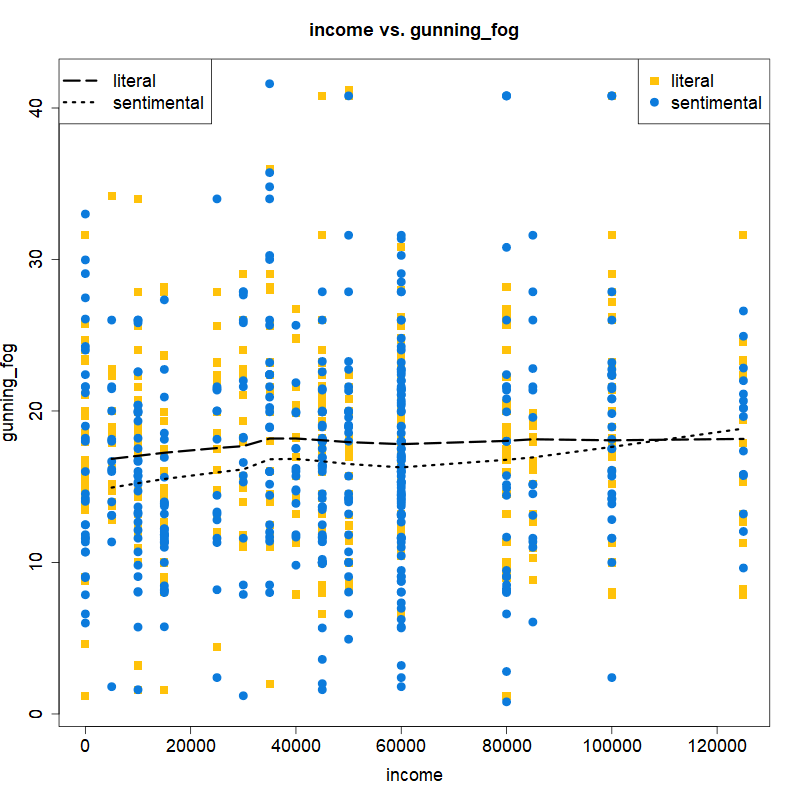 income vs. gunning_fog
literal
sentimental
literal
sentimental
gunning_fog
40
30
20
10
0
0 20000 40000 60000 80000 100000 120000
income